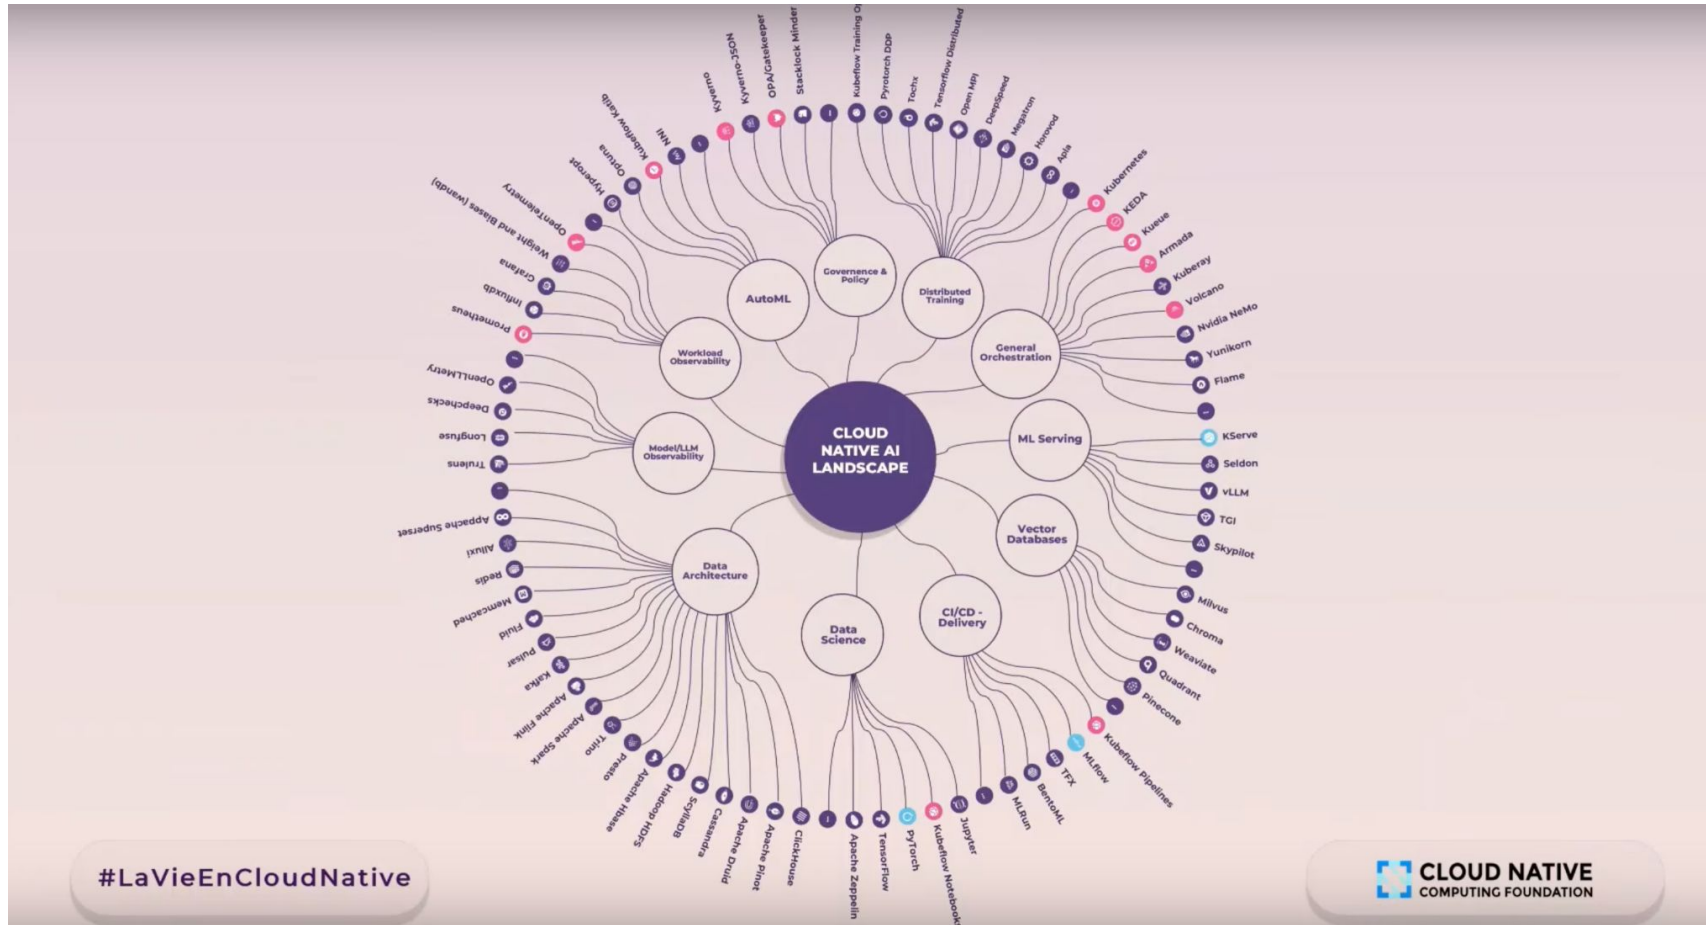 CLOUD
NATIVE AI
LANDSCAPE
Governence &
Policy
Kyverno
Kyverno-JSON
OPA/Gatekeeper
Stacklock Minder
Distributed
Training
Kubeflow Training
Pyrotorch DDP
Tochx
Tensorflow Distributed
Open MPI
DeepSpeed
Megatron
Horovod
Apla
General
Orchestration
Kubernetes
KEDA
Kueue
Armada
Kuberay
Volcano
Nvidia NeMo
Yunikorn
Flame
ML Serving
KServe
Seldon
vLLM
TGI
Skypilot
Vector
Databases
Milvus
Chroma
Weaviate
Quadrant
Pinecone
CI/CD -
Delivery
Kubeflow Pipelines
MLflow
TFX
BentoML
MLRun
Data
Science
Jupyter
Kubeflow Notebooks
PyTorch
TensorFlow
Apache Zeppelin
Data
Architecture
ClickHouse
Apache Pinot
Apache Druid
Cassandra
ScyllaDB
Hadoop HDFS
Apache Hbase
Presto
Trino
Apache Spark
Apache Flink
Kafka
Pulsar
Fluid
Memcached
Redis
Alluxi
Appache Superset
Model/LLM
Observability
Trulens
Longfuse
Deepchecks
OpenLLMetry
Workload
Observability
Prometheus
Influxdb
Grafana
Weight and Biases (wandb)
OpenTelemetry
AutoML
Hyperopt
Optuna
Kubeflow Katib
NNI
#LaVieEnCloudNative
CLOUD NATIVE
COMPUTING FOUNDATION